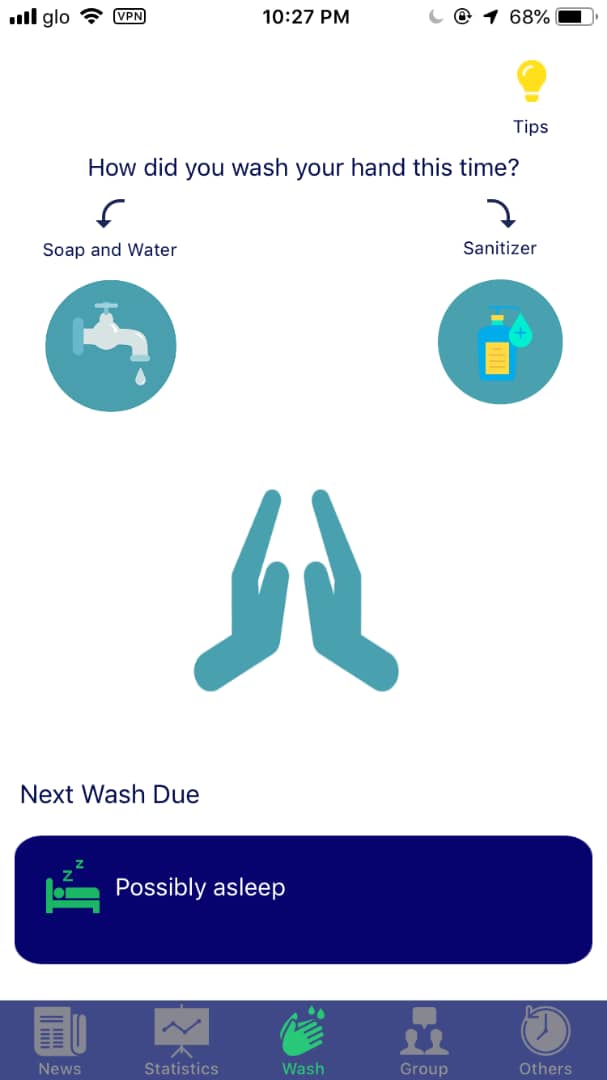 glo VPN 10:27 PM 68%
Tips
How did you wash your hand this time?
Soap and Water Sanitizer
Next Wash Due
z z
Possibly asleep
News Statistics Wash Group Others